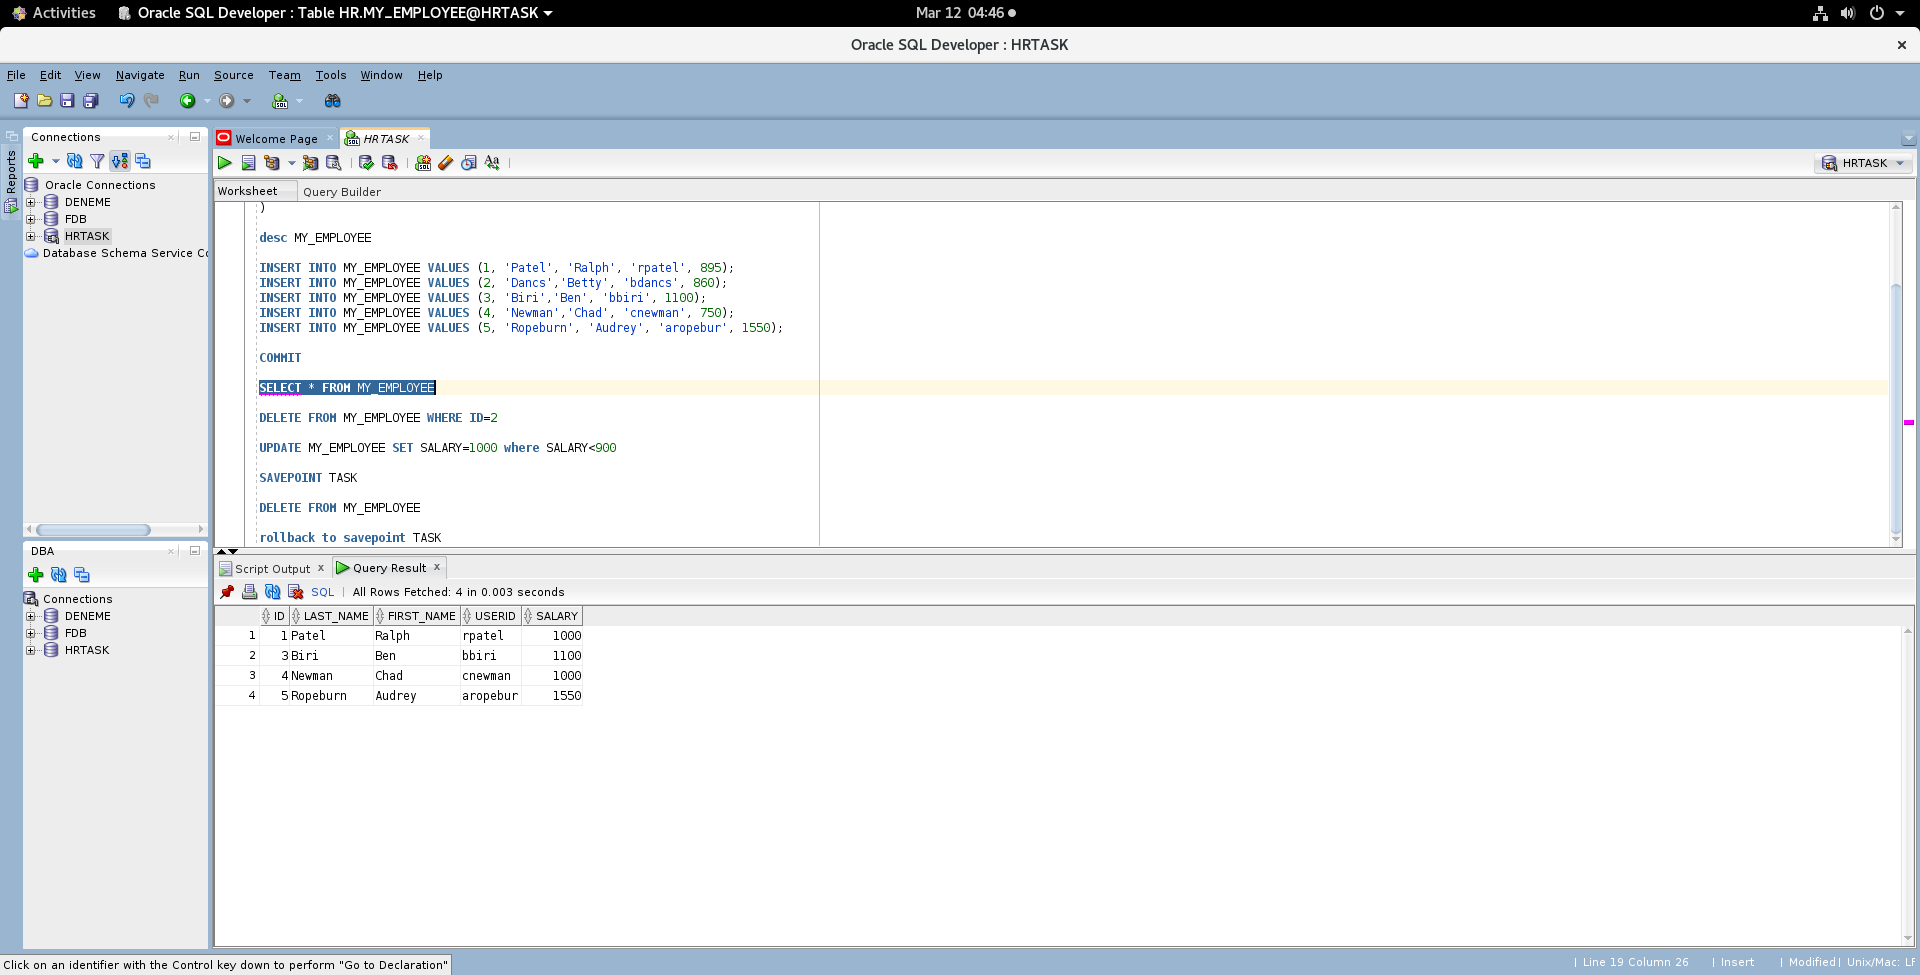 Activities Oracle SQL Developer : Table HR.MY_EMPLOYEE@HRTASK Mar 12 04:46
Oracle SQL Developer : HRTASK
File Edit View Navigate Run Source Team Tools Window Help
Reports
Connections
Oracle Connections
DENEME
FDB
HRTASK
Database Schema Service Co
DBA
Connections
DENEME
FDB
HRTASK
Welcome Page HRTASK
HRTASK
Worksheet Query Builder
)
desc MY_EMPLOYEE
INSERT INTO MY_EMPLOYEE VALUES (1, 'Patel', 'Ralph', 'rpatel', 895);
INSERT INTO MY_EMPLOYEE VALUES (2, 'Dancs','Betty', 'bdancs', 860);
INSERT INTO MY_EMPLOYEE VALUES (3, 'Biri','Ben', 'bbiri', 1100);
INSERT INTO MY_EMPLOYEE VALUES (4, 'Newman','Chad', 'cnewman', 750);
INSERT INTO MY_EMPLOYEE VALUES (5, 'Ropeburn', 'Audrey', 'aropebur', 1550);
COMMIT
SELECT * FROM MY_EMPLOYEE
DELETE FROM MY_EMPLOYEE WHERE ID=2
UPDATE MY_EMPLOYEE SET SALARY=1000 where SALARY<900
SAVEPOINT TASK
DELETE FROM MY_EMPLOYEE
rollback to savepoint TASK
Script Output x Query Result x
SQL | All Rows Fetched: 4 in 0.003 seconds
ID LAST_NAME FIRST_NAME USERID SALARY
1 1 Patel Ralph rpatel 1000
2 3 Biri Ben bbiri 1100
3 4 Newman Chad cnewman 1000
4 5 Ropeburn Audrey aropebur 1550
Click on an identifier with the Control key down to perform "Go to Declaration"
| Line 19 Column 26 | Insert | Modified | Unix/Mac: LF